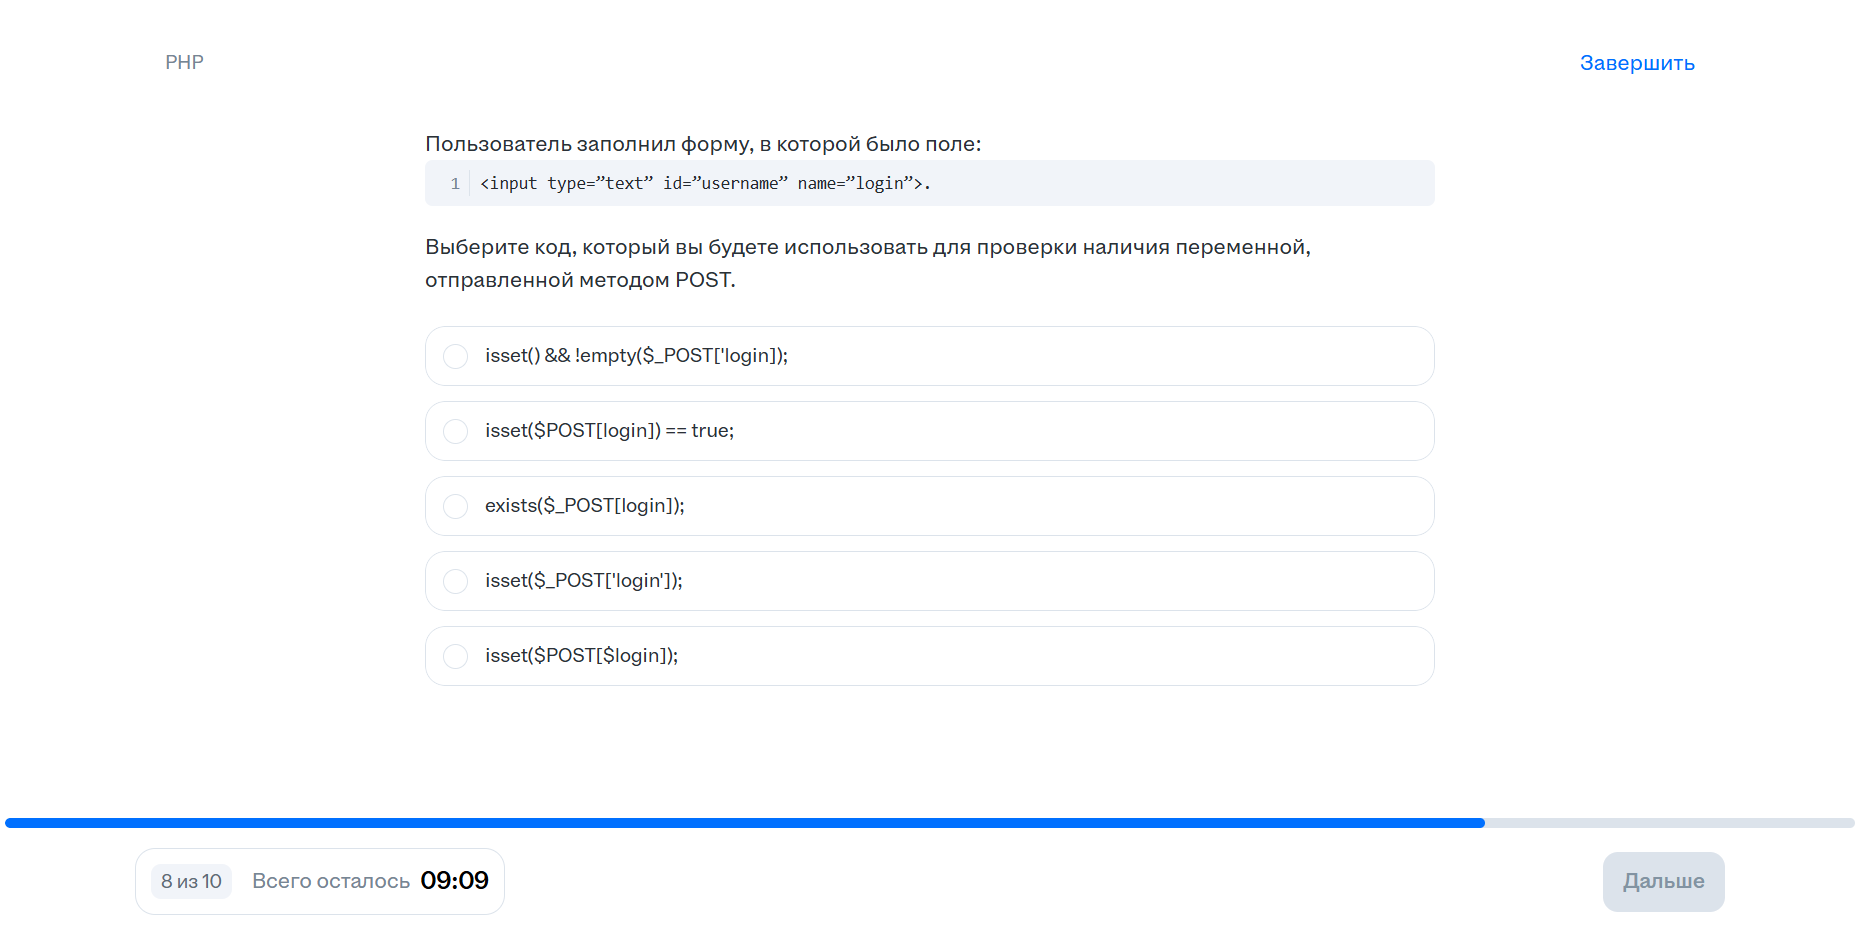 PHP
Завершить
Пользователь заполнил форму, в которой было поле:
1 <input type=”text” id=”username” name=”login”>.
Выберите код, который вы будете использовать для проверки наличия переменной,
отправленной методом POST.
isset() && !empty($_POST['login]);
isset($POST[login]) == true;
exists($_POST[login]);
isset($_POST['login']);
isset($POST[$login]);
8 из 10 Всего осталось 09:09
Дальше